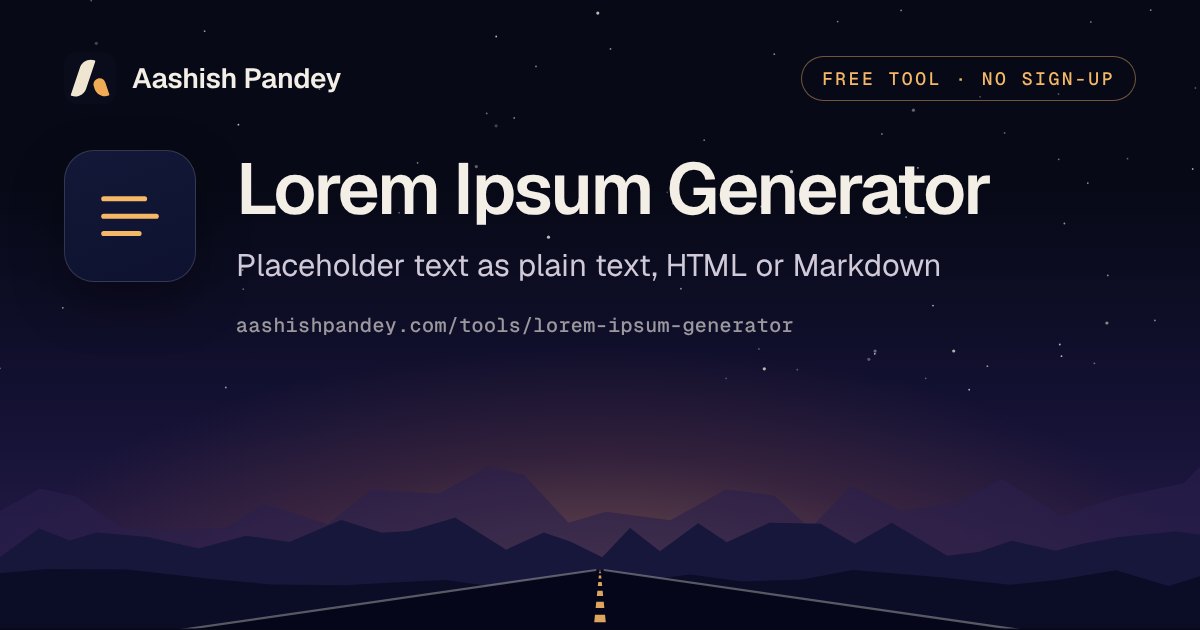 Aashish Pandey
FREE TOOL · NO SIGN-UP
Lorem Ipsum Generator
Placeholder text as plain text, HTML or Markdown
aashishpandey.com/tools/lorem-ipsum-generator